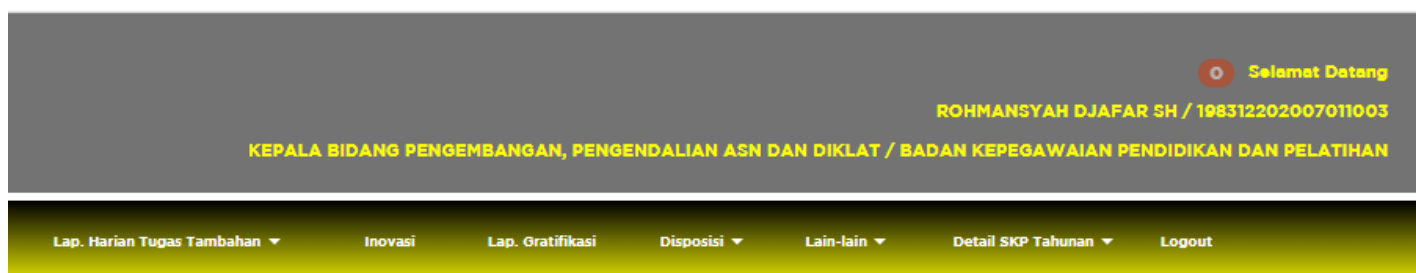 0 Selamat Datang
ROHMANSYAH DJAFAR SH / 198312202007011003
KEPALA BIDANG PENGEMBANGAN, PENGENDALIAN ASN DAN DIKLAT / BADAN KEPEGAWAIAN PENDIDIKAN DAN PELATIHAN
Lap. Harian Tugas Tambahan Inovasi Lap. Gratifikasi Disposisi Lain-lain Detail SKP Tahunan Logout